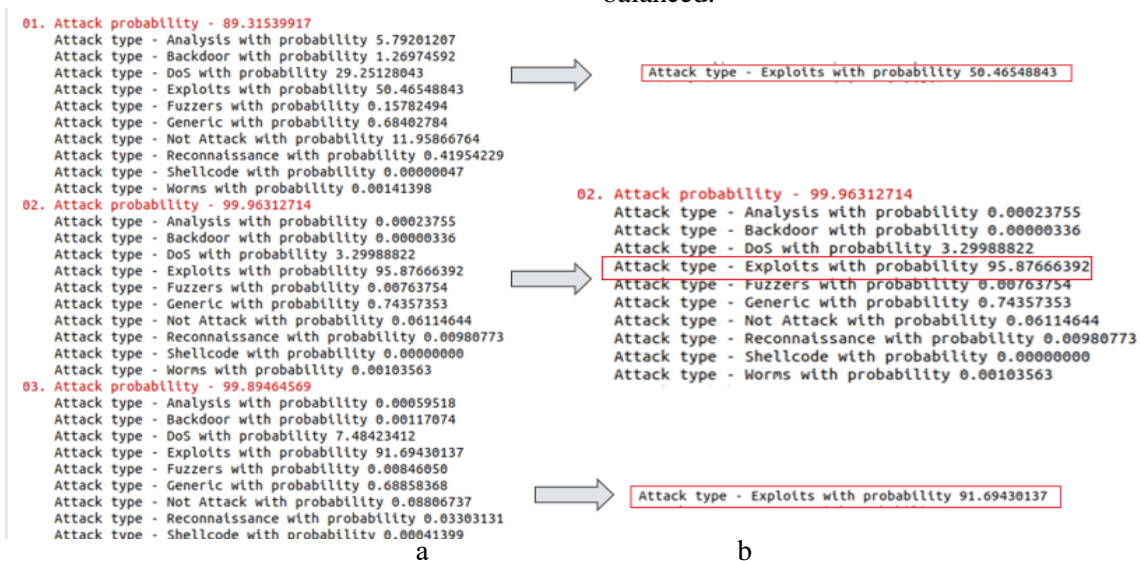 balanced.
01. Attack probability - 89.31539917
Attack type - Analysis with probability 5.79201207
Attack type - Backdoor with probability 1.26974592
Attack type - DoS with probability 29.25128043
Attack type - Exploits with probability 50.46548843
Attack type - Fuzzers with probability 0.15782494
Attack type - Generic with probability 0.68402784
Attack type - Not Attack with probability 11.95866764
Attack type - Reconnaissance with probability 0.41954229
Attack type - Shellcode with probability 0.00000047
Attack type - Worms with probability 0.00141398
02. Attack probability - 99.96312714
Attack type - Analysis with probability 0.00023755
Attack type - Backdoor with probability 0.00000336
Attack type - DoS with probability 3.29988822
Attack type - Exploits with probability 95.87666392
Attack type - Fuzzers with probability 0.00763754
Attack type - Generic with probability 0.74357353
Attack type - Not Attack with probability 0.06114644
Attack type - Reconnaissance with probability 0.00980773
Attack type - Shellcode with probability 0.00000000
Attack type - Worms with probability 0.00103563
03. Attack probability - 99.89464569
Attack type - Analysis with probability 0.00059518
Attack type - Backdoor with probability 0.00117074
Attack type - DoS with probability 7.48423412
Attack type - Exploits with probability 91.69430137
Attack type - Fuzzers with probability 0.00846050
Attack type - Generic with probability 0.68858368
Attack type - Not Attack with probability 0.08806737
Attack type - Reconnaissance with probability 0.03303131
Attack type - Shellcode with probability 0.00041399
a
Attack type - Exploits with probability 50.46548843
02. Attack probability - 99.96312714
Attack type - Analysis with probability 0.00023755
Attack type - Backdoor with probability 0.00000336
Attack type - DoS with probability 3.29988822
Attack type - Exploits with probability 95.87666392
Attack type - Fuzzers with probability 0.00763754
Attack type - Generic with probability 0.74357353
Attack type - Not Attack with probability 0.06114644
Attack type - Reconnaissance with probability 0.00980773
Attack type - Shellcode with probability 0.00000000
Attack type - Worms with probability 0.00103563
Attack type - Exploits with probability 91.69430137
b